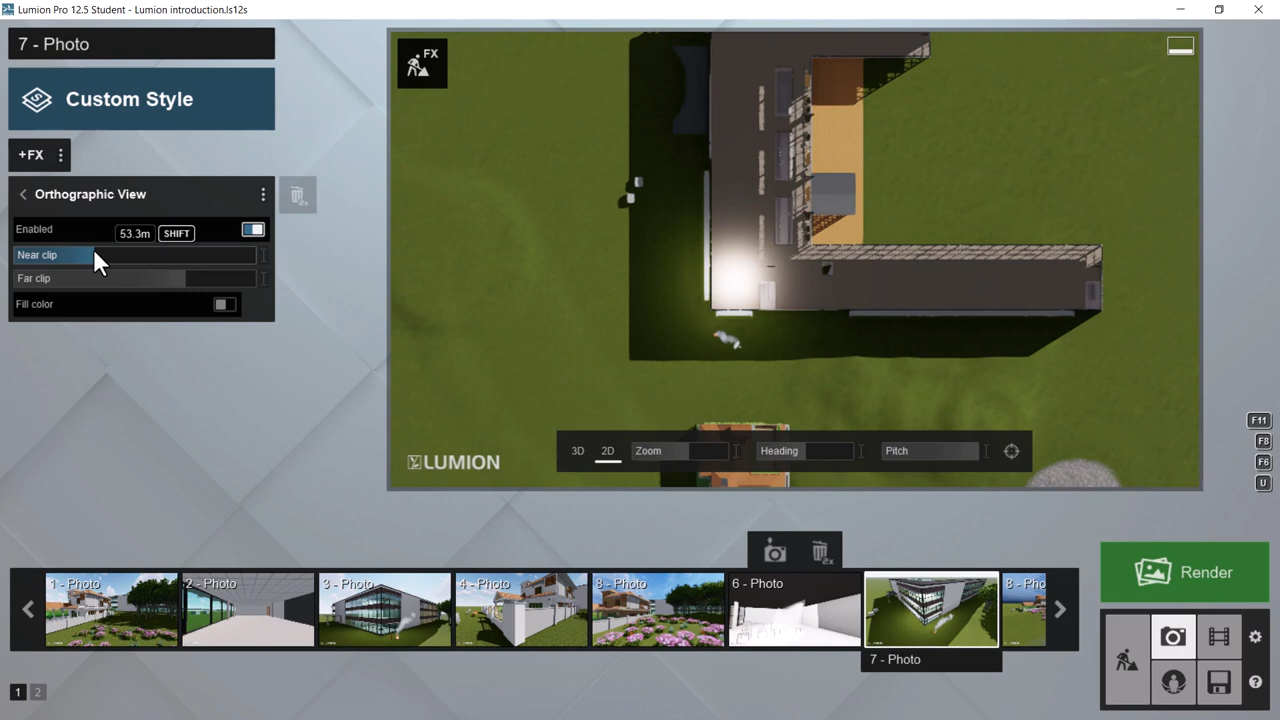 Lumion Pro 12.5 Student - Lumion introduction.ls12s
7 - Photo
Custom Style
+FX
Orthographic View
2x
Enabled
53.3m
SHIFT
Near clip
Far clip
Fill color
FX
3D
2D
Zoom
Heading
Pitch
LUMION
F11
F8
F6
U
2x
1 - Photo
2 - Photo
3 - Photo
4 - Photo
8 - Photo
6 - Photo
8 - Pho
7 - Photo
Render
1
2
?